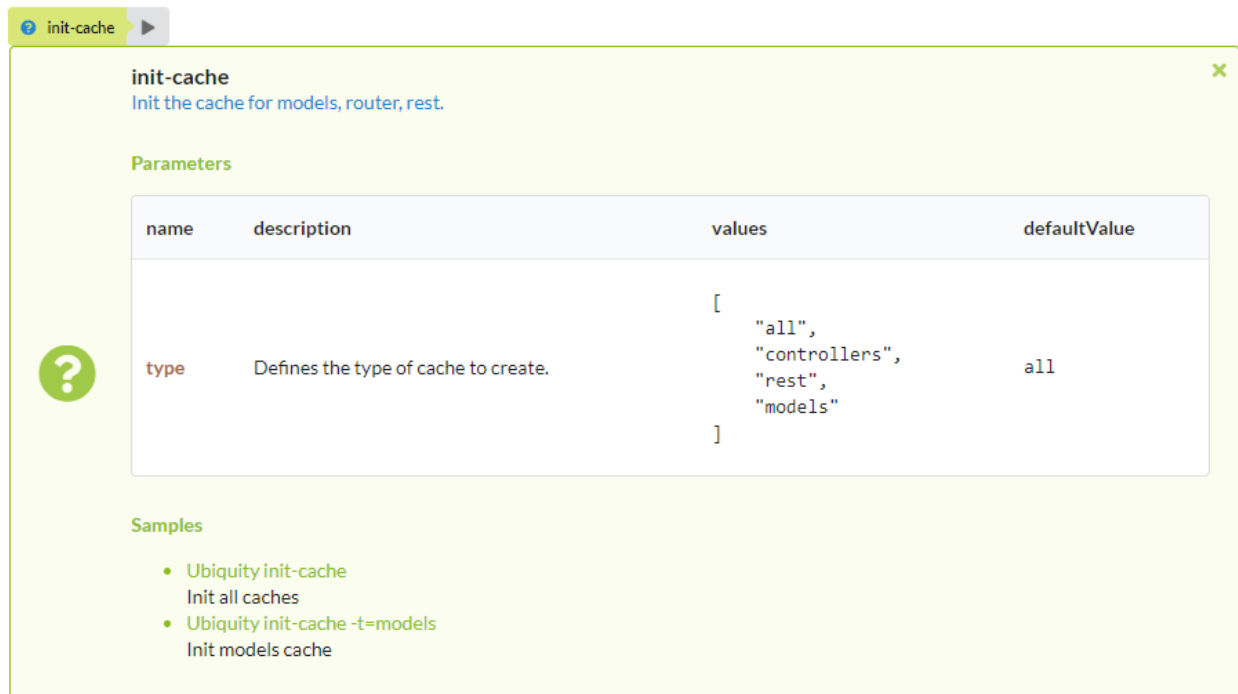 init-cache
init-cache
Init the cache for models, router, rest.
Parameters
name description values defaultValue
[
"all",
"controllers",
type Defines the type of cache to create. all
"rest",
"models"
]
Samples
Ubiquity init-cache
Init all caches
Ubiquity init-cache -t=models
Init models cache